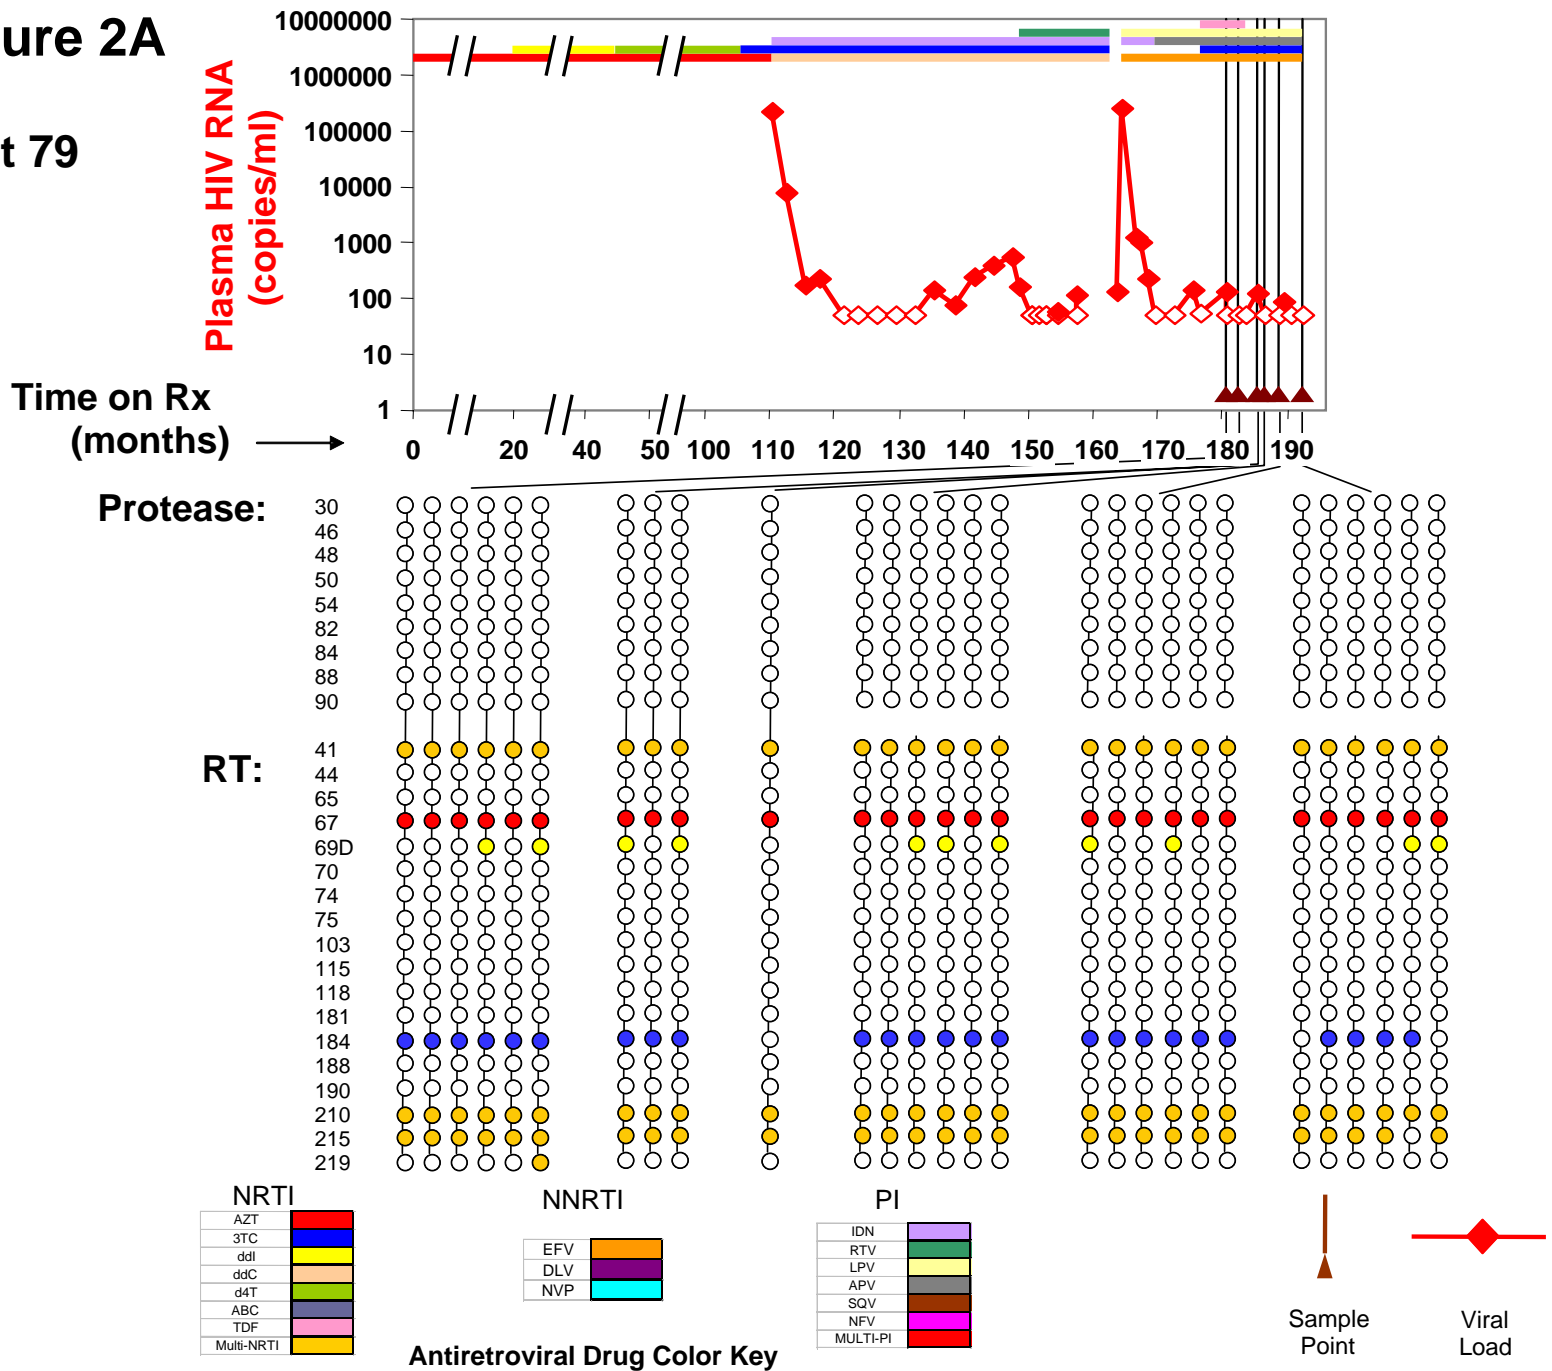 ure 2A
t 79
Plasma HIV RNA
(copies/ml)
10000000
1000000
100000
10000
1000
100
10
1
Time on Rx
(months)
0 20 40 50 100 110 120 130 140 150 160 170 180 190
Protease:
30
46
48
50
54
82
84
88
90
RT:
41
44
65
67
69D
70
74
75
103
115
118
181
184
188
190
210
215
219
NRTI
AZT
3TC
ddI
ddC
d4T
ABC
TDF
Multi-NRTI
NNRTI
EFV
DLV
NVP
PI
IDN
RTV
LPV
APV
SQV
NFV
MULTI-PI
Sample
Point
Viral
Load
Antiretroviral Drug Color Key